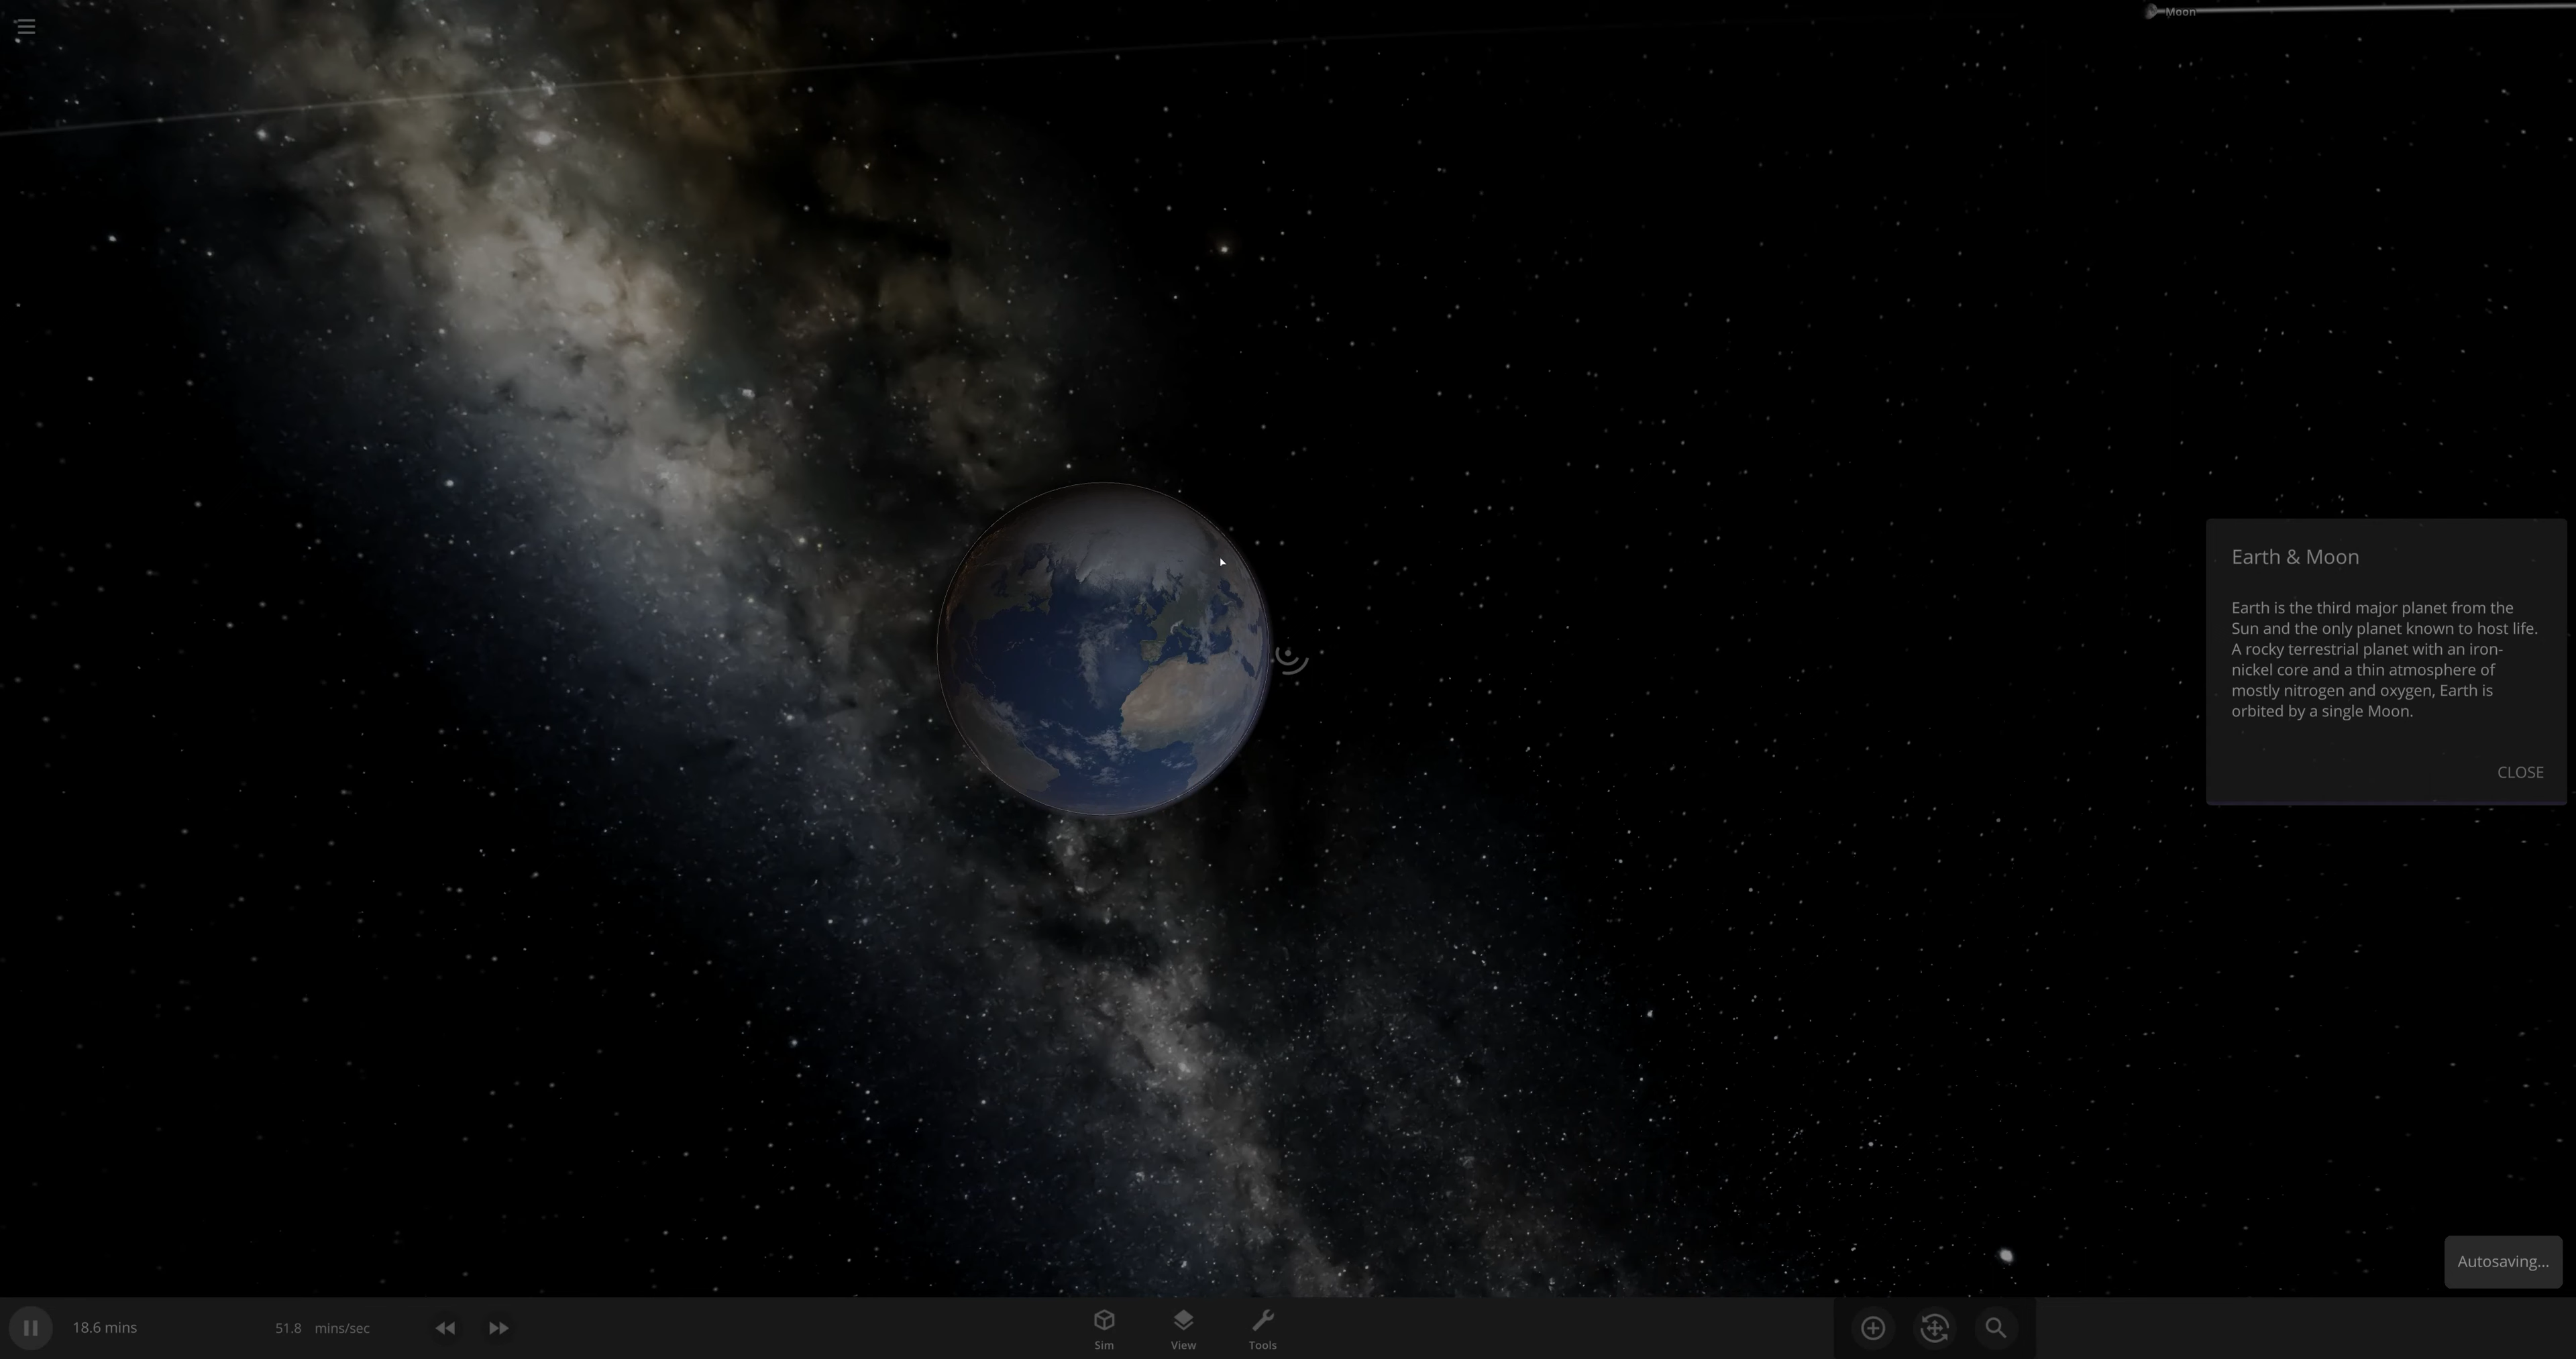 Moon
Earth & Moon
Earth is the third major planet from the
Sun and the only planet known to host life.
A rocky terrestrial planet with an iron-
nickel core and a thin atmosphere of
mostly nitrogen and oxygen, Earth is
orbited by a single Moon.
CLOSE
Autosaving...
18.6 mins
51.8 mins/sec
Sim
View
Tools